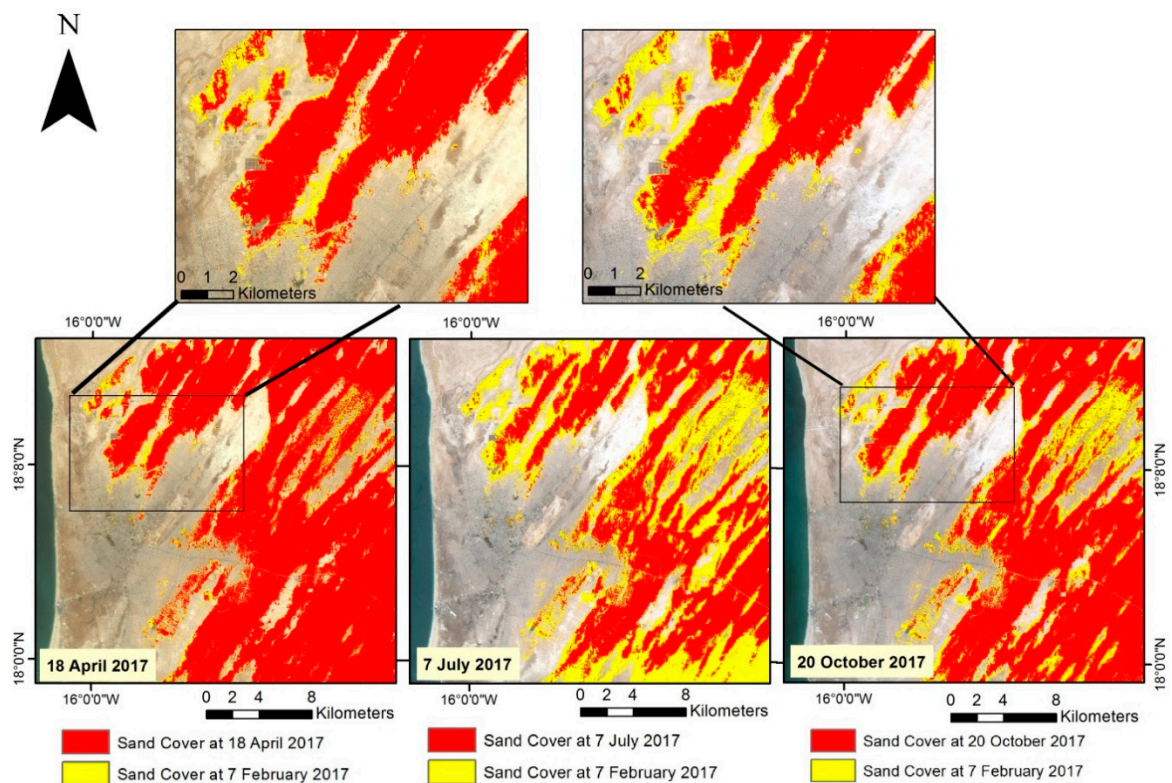 N
0 1 2
Kilometers
0 1 2
Kilometers
16°0'0"W
16°0'0"W
16°0'0"W
18°8'0"N
18°8'0"N
18°0'0"N
18°0'0"N
18 April 2017
7 July 2017
20 October 2017
16°0'0"W
16°0'0"W
16°0'0"W
0 2 4 8
Kilometers
0 2 4 8
Kilometers
0 2 4 8
Kilometers
Sand Cover at 18 April 2017
Sand Cover at 7 July 2017
Sand Cover at 20 October 2017
Sand Cover at 7 February 2017
Sand Cover at 7 February 2017
Sand Cover at 7 February 2017